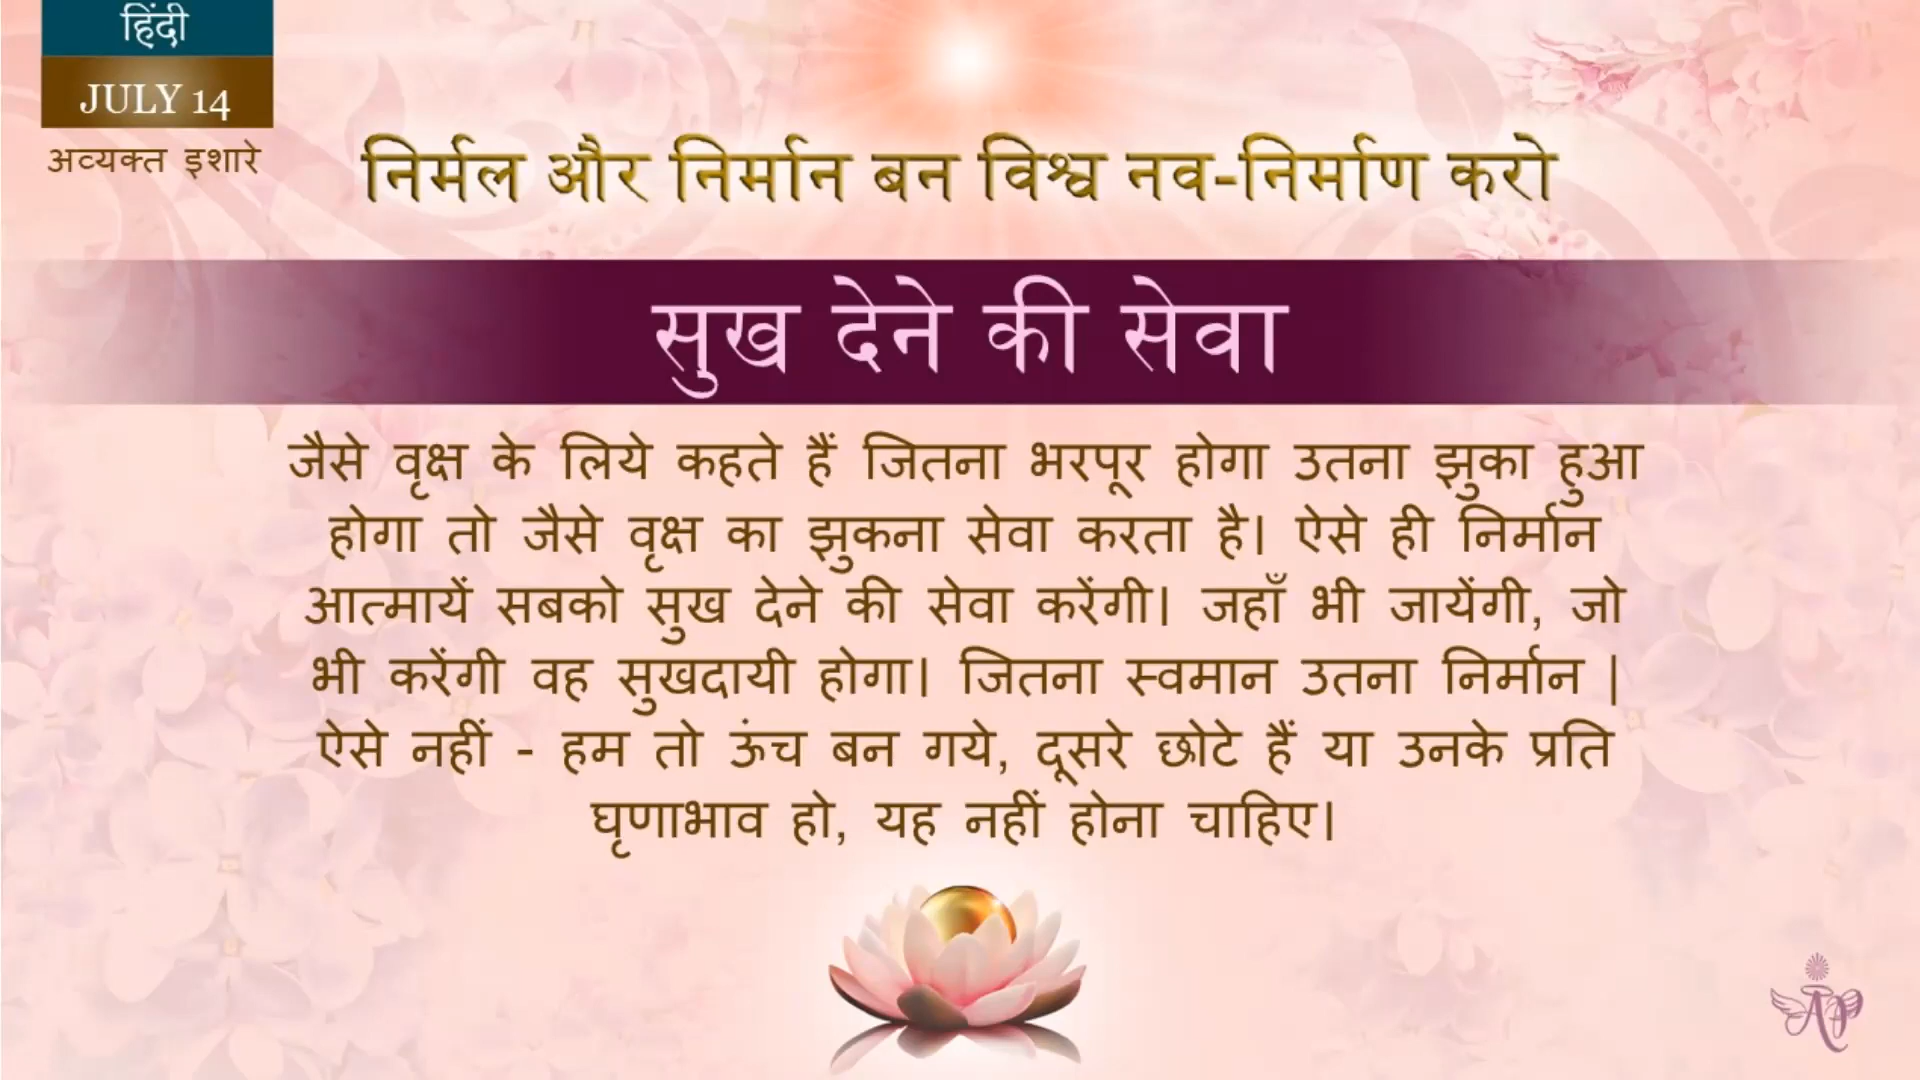 हिंदी
JULY 14
अव्यक्त इशारे
निर्मल और निर्मान बन विश्व नव-निर्माण करो
सुख देने की सेवा
जैसे वृक्ष के लिये कहते हैं जितना भरपूर होगा उतना झुका हुआ
होगा तो जैसे वृक्ष का झुकना सेवा करता है। ऐसे ही निर्मान
आत्मायें सबको सुख देने की सेवा करेंगी। जहाँ भी जायेंगी, जो
भी करेंगी वह सुखदायी होगा। जितना स्वमान उतना निर्मान |
ऐसे नहीं - हम तो ऊंच बन गये, दूसरे छोटे हैं या उनके प्रति
घृणाभाव हो, यह नहीं होना चाहिए।